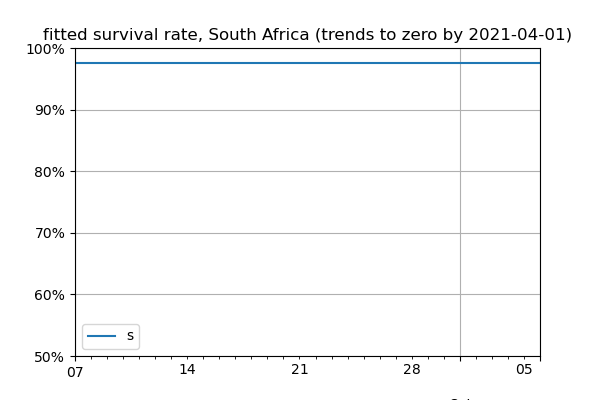 fitted survival rate, South Africa (trends to zero by 2021-04-01)
100%
90%
80%
70%
60%
50%
s
07 14 21 28 05